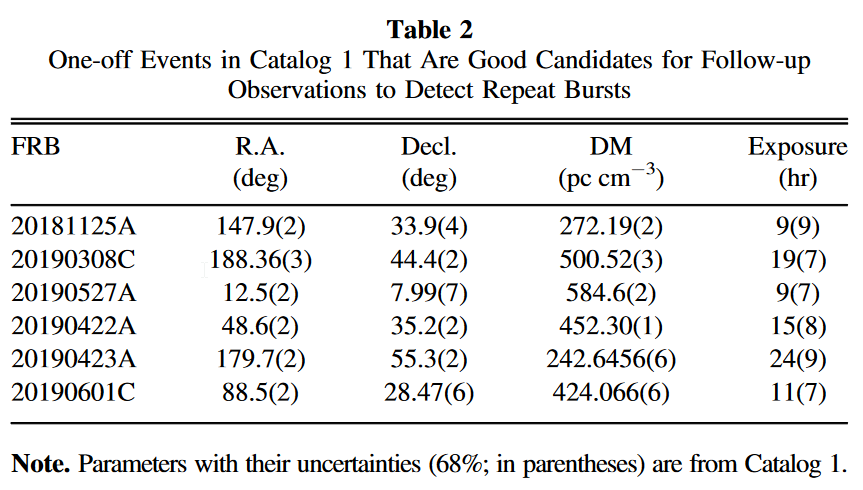 Table 2
One-off Events in Catalog 1 That Are Good Candidates for Follow-up
Observations to Detect Repeat Bursts
FRB R.A. Decl. DM Exposure
(deg) (deg) (pc cm⁻³) (hr)
20181125A 147.9(2) 33.9(4) 272.19(2) 9(9)
20190308C 188.36(3) 44.4(2) 500.52(3) 19(7)
20190527A 12.5(2) 7.99(7) 584.6(2) 9(7)
20190422A 48.6(2) 35.2(2) 452.30(1) 15(8)
20190423A 179.7(2) 55.3(2) 242.6456(6) 24(9)
20190601C 88.5(2) 28.47(6) 424.066(6) 11(7)
Note. Parameters with their uncertainties (68%; in parentheses) are from Catalog 1.